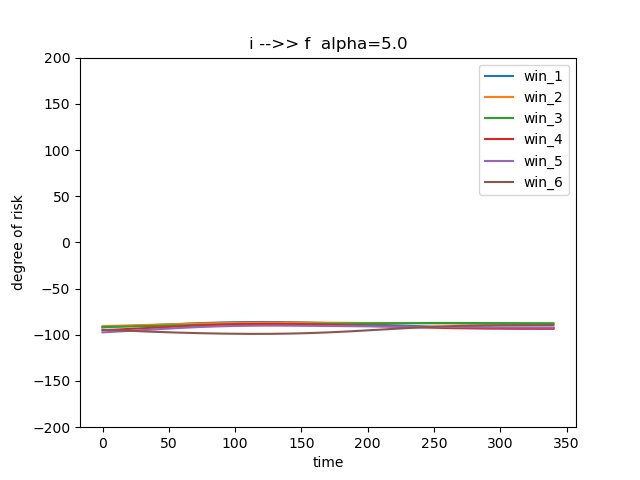 i -->> f  alpha=5.0
200
150
100
50
0
−50
−100
−150
−200
degree of risk
win_1
win_2
win_3
win_4
win_5
win_6
0 50 100 150 200 250 300 350
time